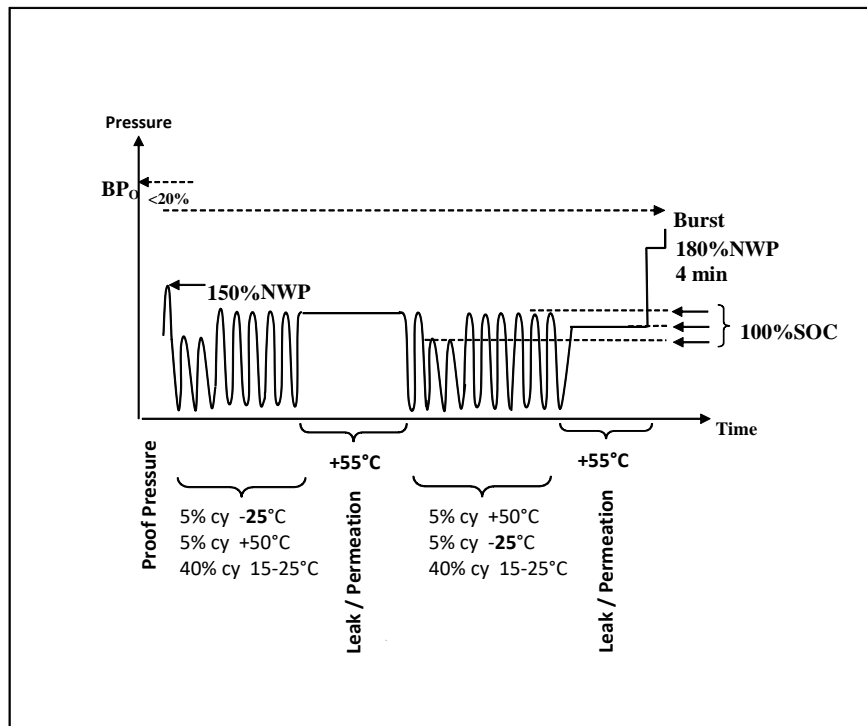 Pressure
BPO
<20%
Burst
180%NWP
4 min
150%NWP
100%SOC
Time
+55°C
+55°C
Proof Pressure
5% cy -25°C
5% cy +50°C
40% cy 15-25°C
Leak / Permeation
5% cy +50°C
5% cy -25°C
40% cy 15-25°C
Leak / Permeation